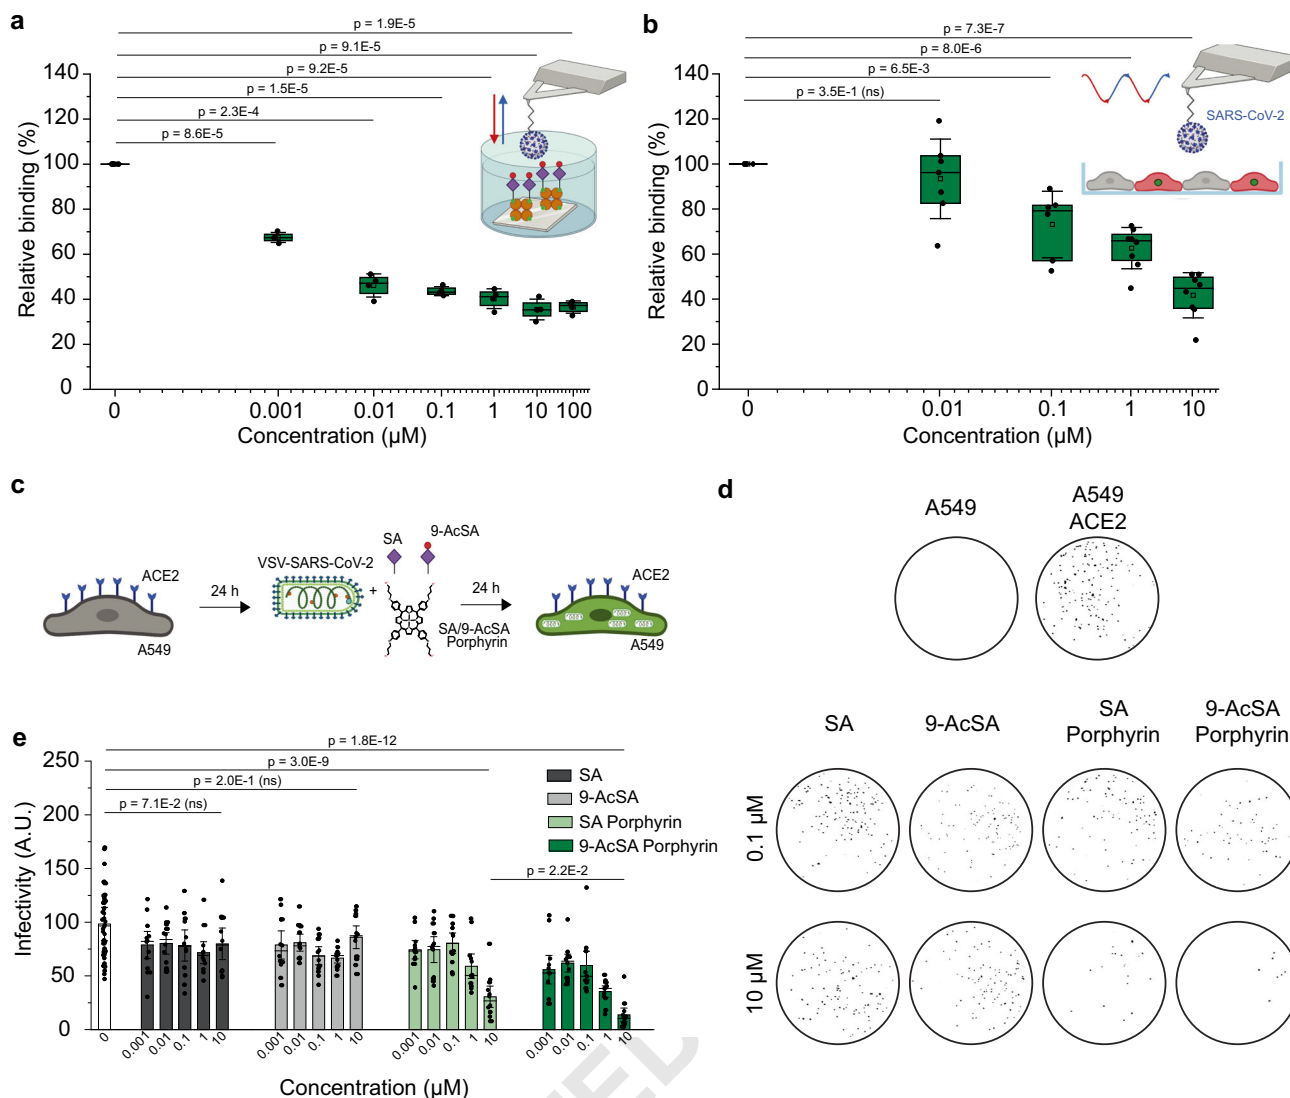 a
p = 1.9E-5
p = 9.1E-5
p = 9.2E-5
p = 1.5E-5
p = 2.3E-4
p = 8.6E-5
140
120
100
80
60
40
20
0
Relative binding (%)
0 0.001 0.01 0.1 1 10 100
Concentration (µM)
b
p = 7.3E-7
p = 8.0E-6
p = 6.5E-3
p = 3.5E-1 (ns)
SARS-CoV-2
140
120
100
80
60
40
20
0
Relative binding (%)
0 0.01 0.1 1 10
Concentration (µM)
c
ACE2
A549
24 h
VSV-SARS-CoV-2
+
SA
9-AcSA
SA/9-AcSA
Porphyrin
24 h
ACE2
A549
d
A549
A549
ACE2
SA
9-AcSA
SA
Porphyrin
9-AcSA
Porphyrin
0.1 µM
10 µM
e
p = 1.8E-12
p = 3.0E-9
p = 2.0E-1 (ns)
p = 7.1E-2 (ns)
p = 2.2E-2
SA
9-AcSA
SA Porphyrin
9-AcSA Porphyrin
250
200
150
100
50
0
Infectivity (A.U.)
0 0.001 0.01 0.1 1 10 0.001 0.01 0.1 1 10 0.001 0.01 0.1 1 10 0.001 0.01 0.1 1 10
Concentration (µM)